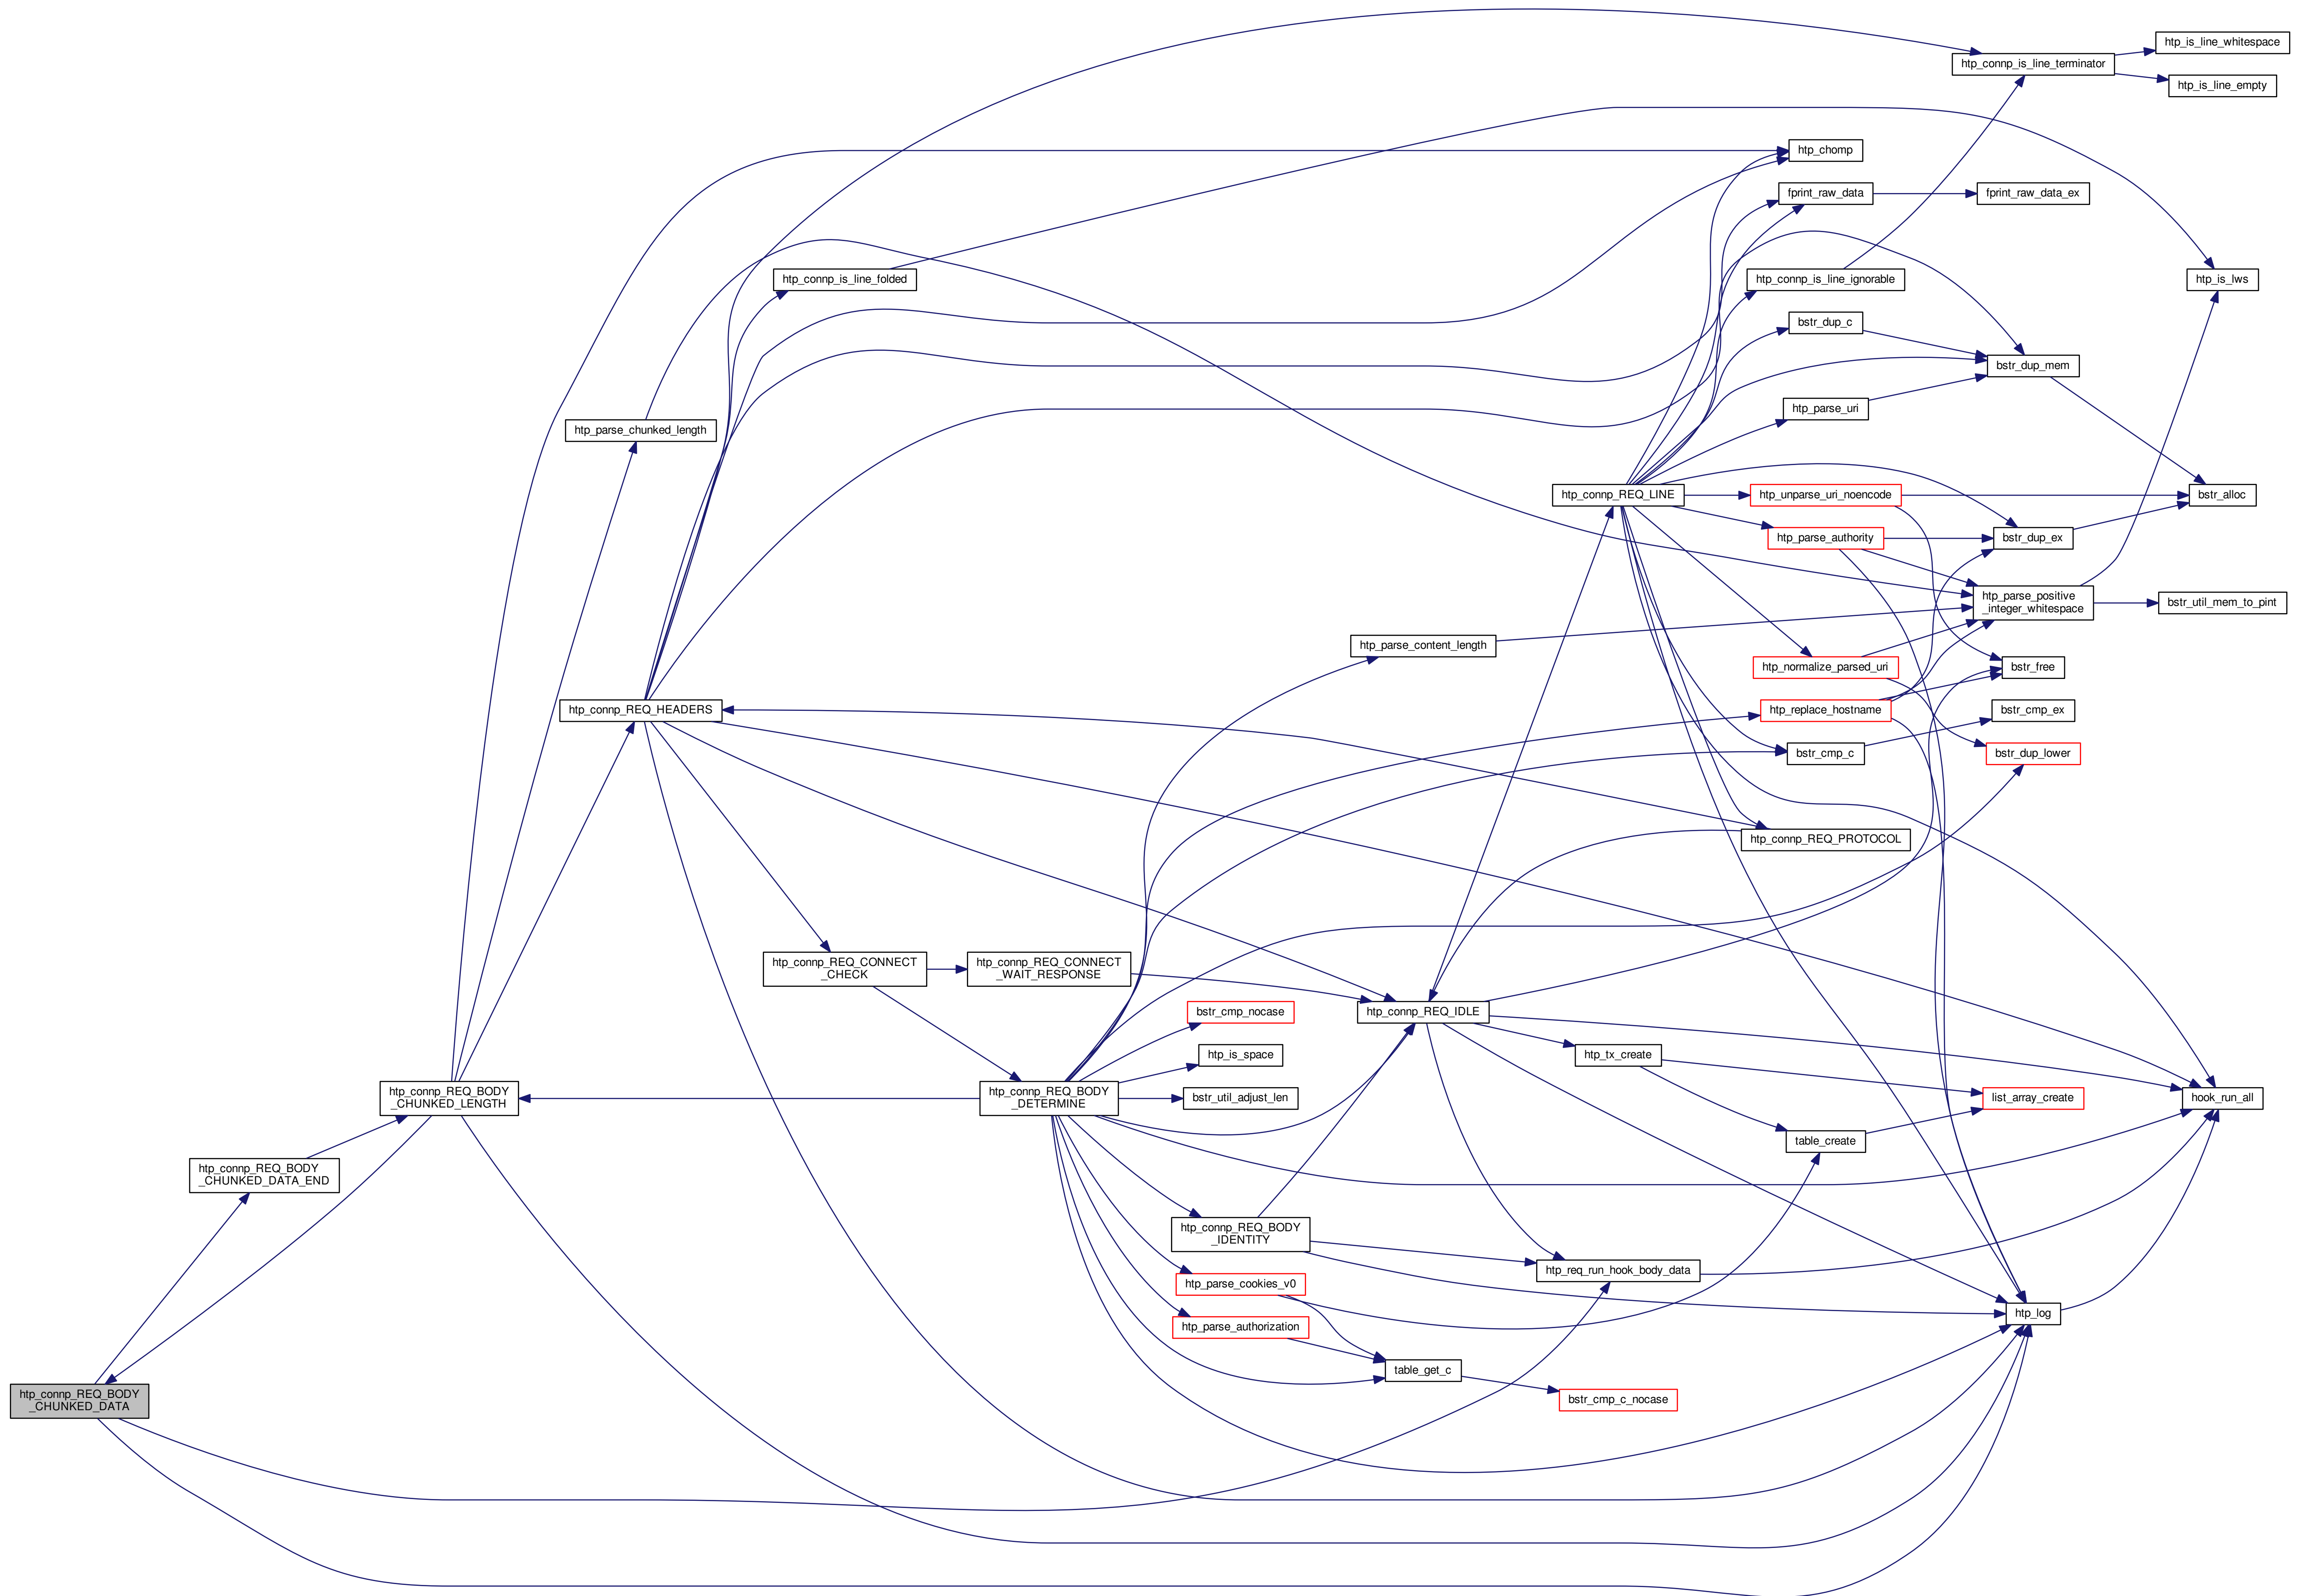 htp_is_line_whitespace
htp_connp_is_line_terminator
htp_is_line_empty
htp_chomp
fprint_raw_data
fprint_raw_data_ex
htp_connp_is_line_folded
htp_connp_is_line_ignorable
htp_is_lws
bstr_dup_c
bstr_dup_mem
htp_parse_uri
htp_parse_chunked_length
htp_connp_REQ_LINE
htp_unparse_uri_noencode
bstr_alloc
htp_parse_authority
bstr_dup_ex
htp_parse_positive
_integer_whitespace
bstr_util_mem_to_pint
htp_parse_content_length
htp_normalize_parsed_uri
bstr_free
htp_connp_REQ_HEADERS
htp_replace_hostname
bstr_cmp_ex
bstr_cmp_c
bstr_dup_lower
htp_connp_REQ_PROTOCOL
htp_connp_REQ_CONNECT
_CHECK
htp_connp_REQ_CONNECT
_WAIT_RESPONSE
bstr_cmp_nocase
htp_connp_REQ_IDLE
htp_is_space
htp_tx_create
htp_connp_REQ_BODY
_CHUNKED_LENGTH
htp_connp_REQ_BODY
_DETERMINE
bstr_util_adjust_len
list_array_create
hook_run_all
table_create
htp_connp_REQ_BODY
_CHUNKED_DATA_END
htp_connp_REQ_BODY
_IDENTITY
htp_req_run_hook_body_data
htp_parse_cookies_v0
htp_log
htp_parse_authorization
table_get_c
htp_connp_REQ_BODY
_CHUNKED_DATA
bstr_cmp_c_nocase